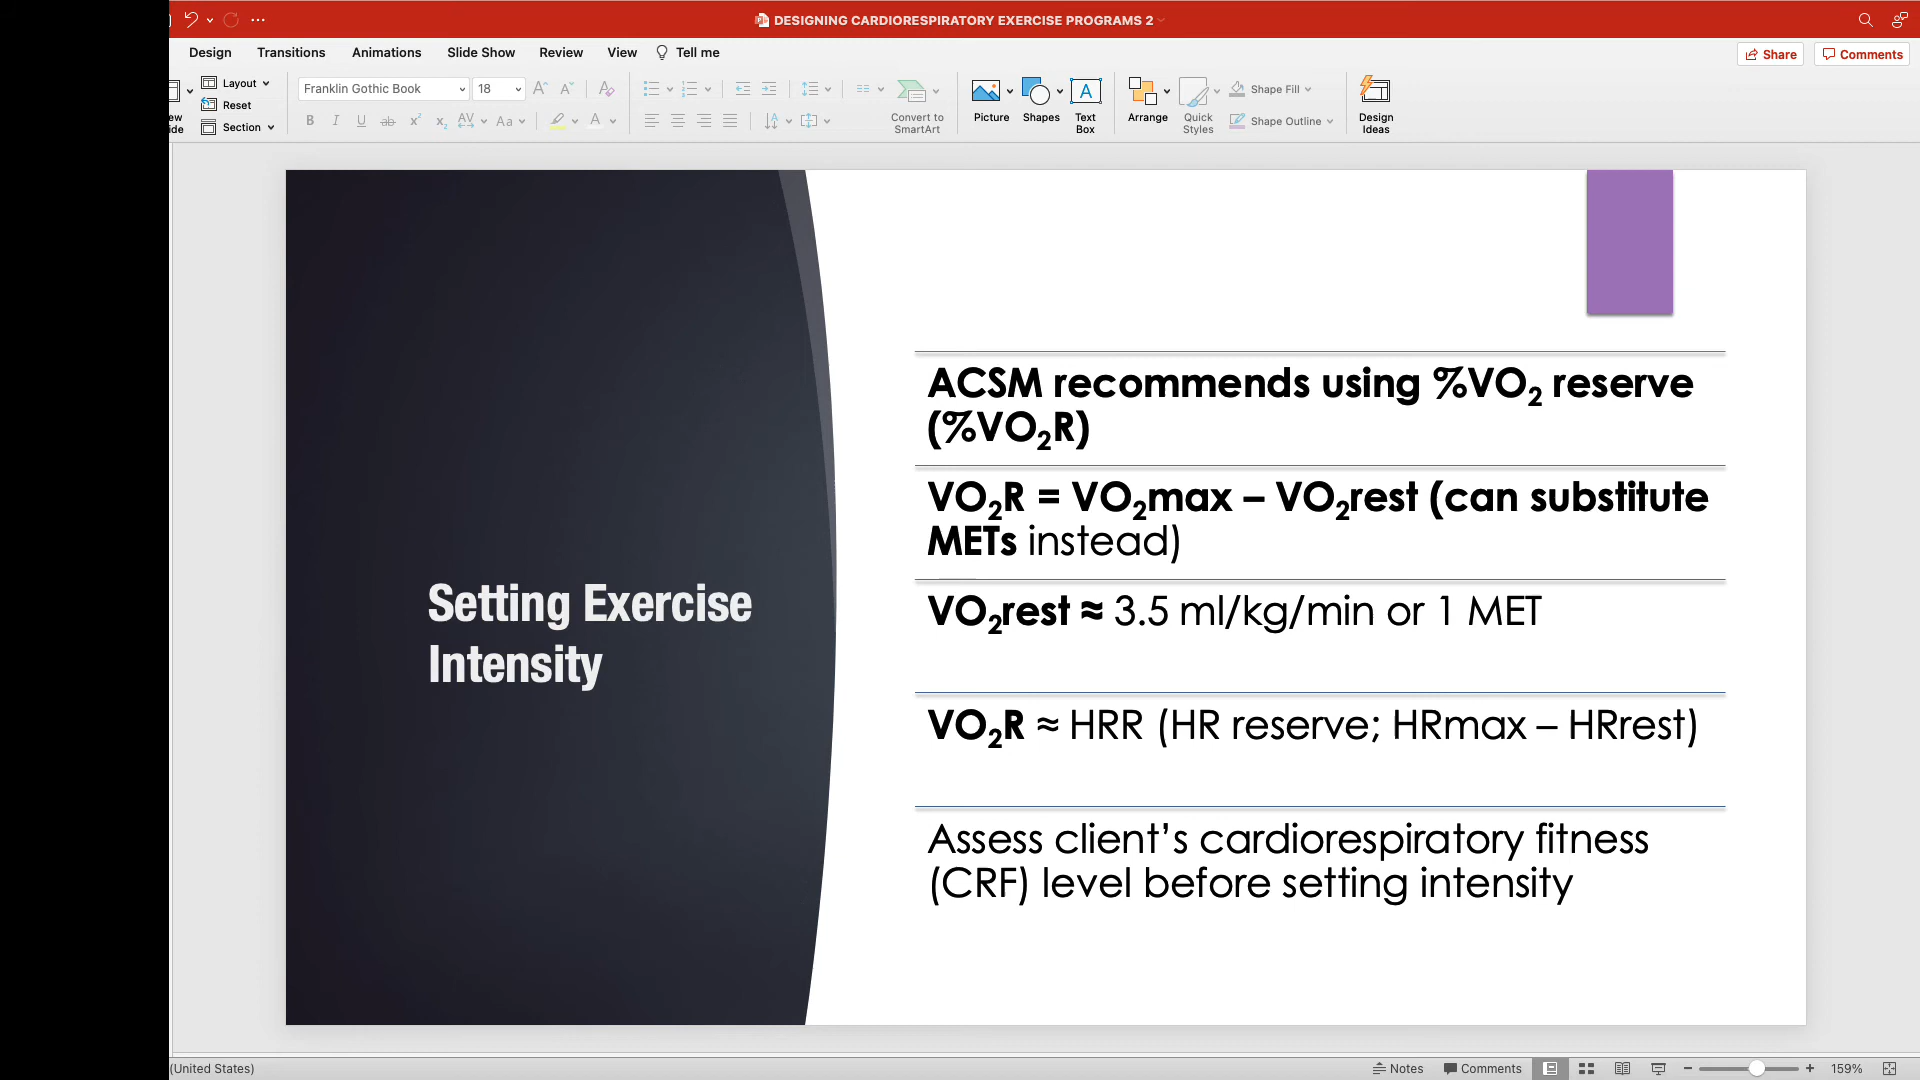 DESIGNING CARDIORESPIRATORY EXERCISE PROGRAMS 2
Design Transitions Animations Slide Show Review View Tell me Share Comments
Layout
Reset
Section
Franklin Gothic Book 18
Convert to
SmartArt
Picture Shapes Text
Box
Arrange Quick
Styles
Shape Fill
Shape Outline
Design
Ideas
Setting Exercise
Intensity
ACSM recommends using %VO₂ reserve
(%VO₂R)
VO₂R = VO₂max – VO₂rest (can substitute
METs instead)
VO₂rest ≈ 3.5 ml/kg/min or 1 MET
VO₂R ≈ HRR (HR reserve; HRmax – HRrest)
Assess client’s cardiorespiratory fitness
(CRF) level before setting intensity
(United States) Notes Comments 159%